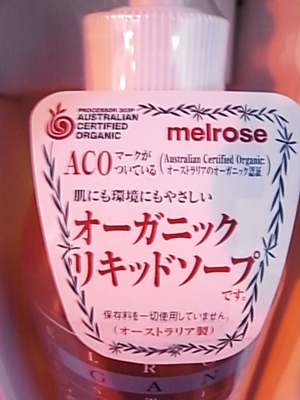 PROCESSOR 303P
AUSTRALIAN
CERTIFIED
ORGANIC
melrose
ACOマークがついている(Australian Certified Organic:オーストラリアのオーガニック認証)
肌にも環境にもやさしい
オーガニック
リキッドソープです。
保存料を一切使用していません。
(オーストラリア製)